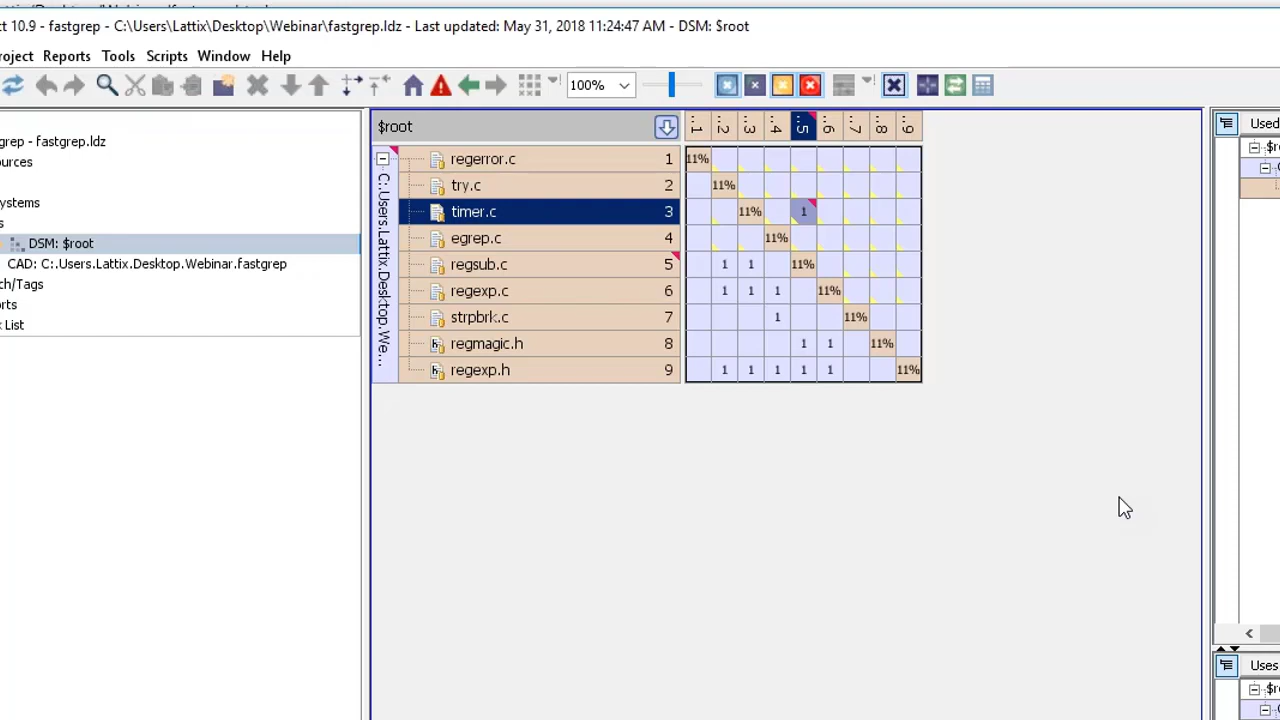 ct 10.9 - fastgrep - C:\Users\Lattix\Desktop\Webinar\fastgrep.ldz - Last updated: May 31, 2018 11:24:47 AM - DSM: $root
roject Reports Tools Scripts Window Help
100%
grep - fastgrep.ldz
ources
ystems
s
DSM: $root
CAD: C:.Users.Lattix.Desktop.Webinar.fastgrep
ch/Tags
orts
k List
$root
.:1 .:2 .:3 .:4 .:5 .:6 .:7 .:8 .:9
C:.Users.Lattix.Desktop.We...
regerror.c 1 11%
try.c 2 11%
timer.c 3 11% 1
egrep.c 4 11%
regsub.c 5 1 1 11%
regexp.c 6 1 1 1 11%
strpbrk.c 7 1 11%
regmagic.h 8 1 1 11%
regexp.h 9 1 1 1 1 1 11%
Used
$r
C
Uses
$r
C